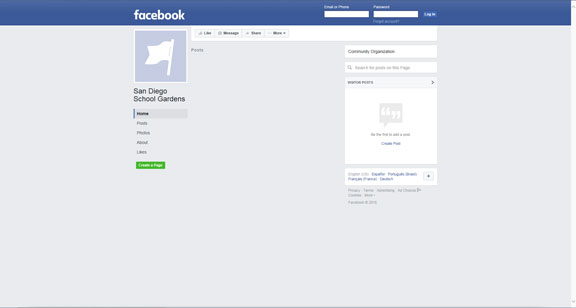 facebook
Email or Phone
Password
Log In
Forgot account?
Like
Message
Share
More
San Diego
School Gardens
Home
Posts
Photos
About
Likes
Create a Page
Posts
Community Organization
Search for posts on this Page
VISITOR POSTS
Be the first to add a post.
Create Post
English (US) · Español · Português (Brasil) ·
Français (France) · Deutsch
Privacy · Terms · Advertising · Ad Choices
Cookies · More
Facebook © 2016